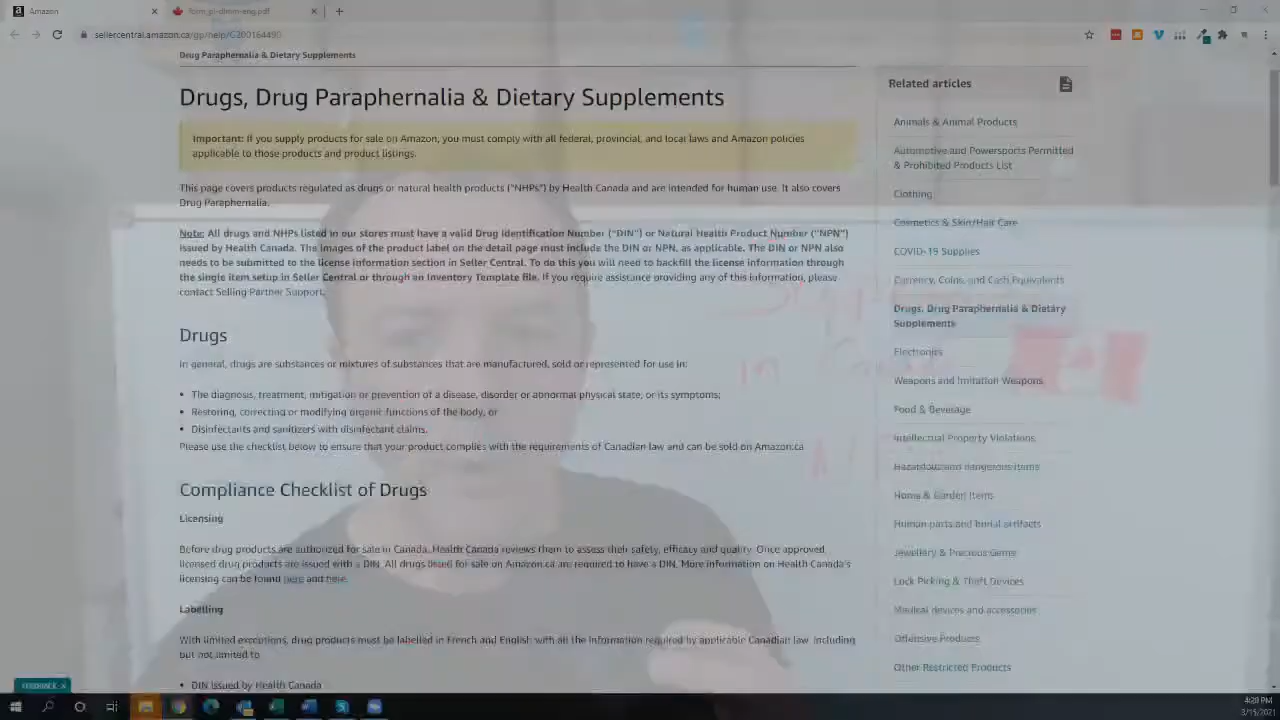 Amazon
form_pl-dlmm-eng.pdf
sellercentral.amazon.ca/gp/help/G200164490
Drug Paraphernalia & Dietary Supplements
Drugs, Drug Paraphernalia & Dietary Supplements
Important: If you supply products for sale on Amazon, you must comply with all federal, provincial, and local laws and Amazon policies
applicable to those products and product listings.
This page covers products regulated as drugs or natural health products ("NHPs") by Health Canada and are intended for human use. It also covers
Drug Paraphernalia.
Note: All drugs and NHPs listed in our stores must have a valid Drug Identification Number ("DIN") or Natural Health Product Number ("NPN")
issued by Health Canada. The images of the product label on the detail page must include the DIN or NPN, as applicable. The DIN or NPN also
needs to be submitted to the license information section in Seller Central. To do this you will need to backfill the license information through
the single item setup in Seller Central or through an Inventory Template file. If you require assistance providing any of this information, please
contact Selling Partner Support.
Drugs
In general, drugs are substances or mixtures of substances that are manufactured, sold or represented for use in:
• The diagnosis, treatment, mitigation or prevention of a disease, disorder or abnormal physical state, or its symptoms;
• Restoring, correcting or modifying organic functions of the body, or
• Disinfectants and sanitizers with disinfectant claims.
Please use the checklist below to ensure that your product complies with the requirements of Canadian law and can be sold on Amazon.ca
Compliance Checklist of Drugs
Licensing
Before drug products are authorized for sale in Canada, Health Canada reviews them to assess their safety, efficacy and quality. Once approved,
licensed drug products are issued with a DIN. All drugs listed for sale on Amazon.ca are required to have a DIN. More information on Health Canada's
licensing can be found here and here.
Labelling
With limited exceptions, drug products must be labelled in French and English with all the information required by applicable Canadian law, including
but not limited to
• DIN issued by Health Canada
Related articles
Animals & Animal Products
Automotive and Powersports Permitted
& Prohibited Products List
Clothing
Cosmetics & Skin/Hair Care
COVID-19 Supplies
Currency, Coins, and Cash Equivalents
Drugs, Drug Paraphernalia & Dietary
Supplements
Electronics
Weapons and Imitation Weapons
Food & Beverage
Intellectual Property Violations
Hazardous and dangerous items
Home & Garden Items
Human parts and burial artifacts
Jewellery & Precious Gems
Lock Picking & Theft Devices
Medical devices and accessories
Offensive Products
Other Restricted Products
in
FEEDBACK
4:20 PM
3/15/2021